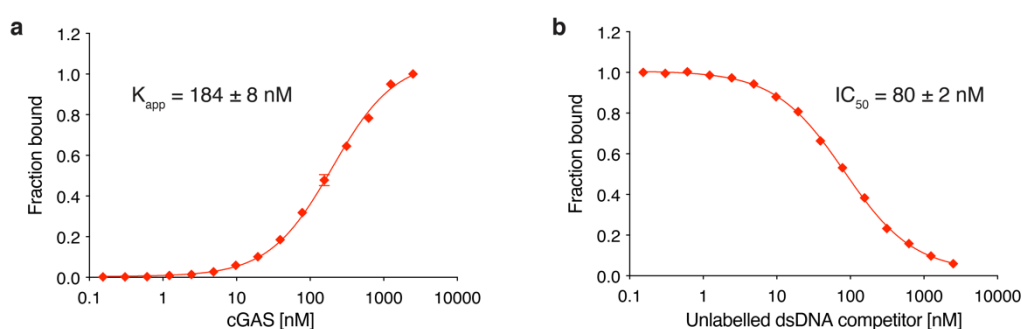 a
1.2
1.0
0.8
0.6
0.4
0.2
0.0
Fraction bound
K_app = 184 ± 8 nM
0.1 1 10 100 1000 10000
cGAS [nM]
b
1.2
1.0
0.8
0.6
0.4
0.2
0.0
Fraction bound
IC50 = 80 ± 2 nM
0.1 1 10 100 1000 10000
Unlabelled dsDNA competitor [nM]